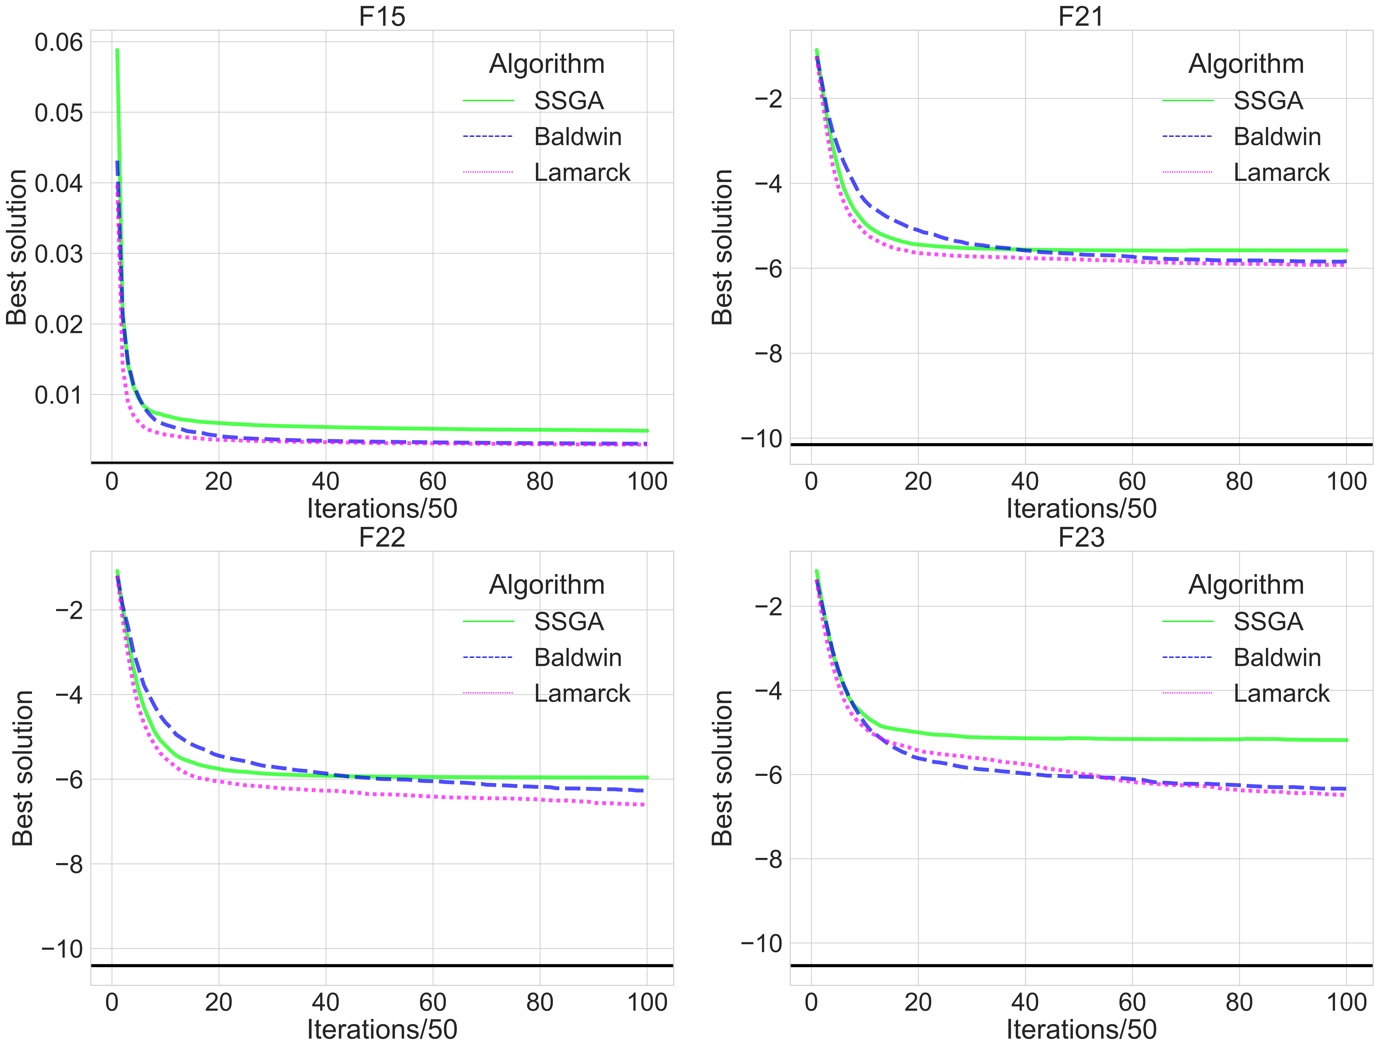 F15
0.06
0.05
0.04
0.03
0.02
0.01
Best solution
Algorithm
SSGA
Baldwin
Lamarck
0 20 40 60 80 100
Iterations/50
F21
−2
−4
−6
−8
−10
Best solution
Algorithm
SSGA
Baldwin
Lamarck
0 20 40 60 80 100
Iterations/50
F22
−2
−4
−6
−8
−10
Best solution
Algorithm
SSGA
Baldwin
Lamarck
0 20 40 60 80 100
Iterations/50
F23
−2
−4
−6
−8
−10
Best solution
Algorithm
SSGA
Baldwin
Lamarck
0 20 40 60 80 100
Iterations/50